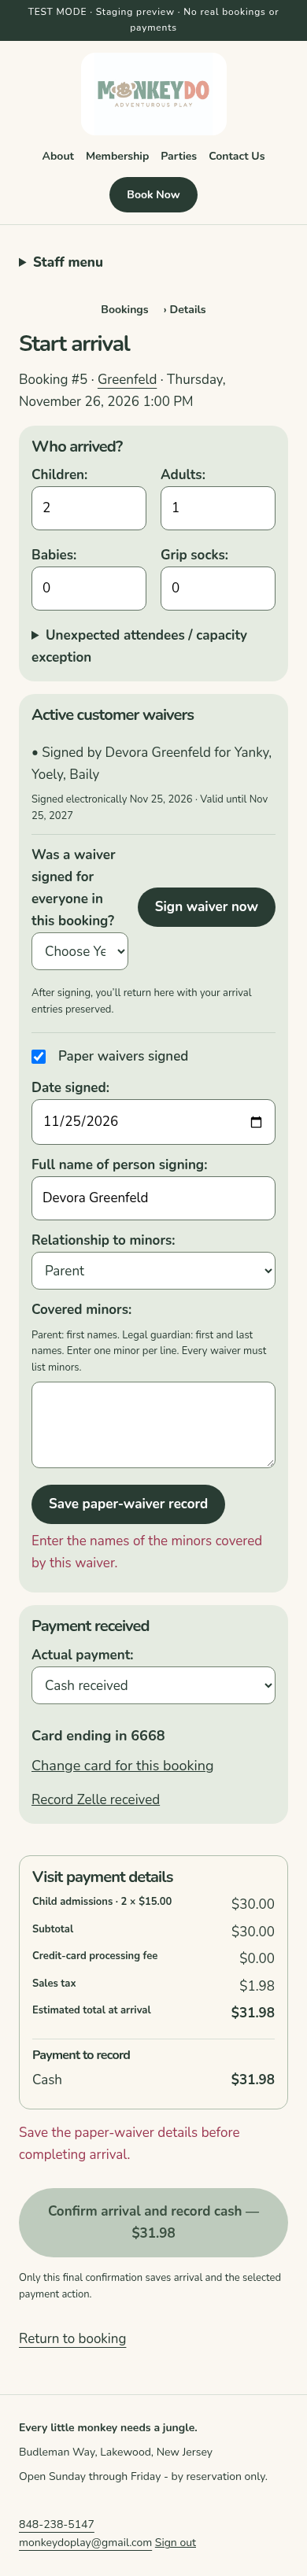 TEST MODE · Staging preview · No real bookings or
payments
MONKEYDO
ADVENTUROUS PLAY
About Membership Parties Contact Us
Book Now
▶ Staff menu
Bookings › Details
Start arrival
Booking #5 · Greenfeld · Thursday,
November 26, 2026 1:00 PM
Who arrived?
Children: Adults:
2 1
Babies: Grip socks:
0 0
▶ Unexpected attendees / capacity
exception
Active customer waivers
• Signed by Devora Greenfeld for Yanky,
Yoely, Baily
Signed electronically Nov 25, 2026 · Valid until Nov
25, 2027
Was a waiver
signed for
everyone in
this booking?
Sign waiver now
Choose Ye
After signing, you’ll return here with your arrival
entries preserved.
Paper waivers signed
Date signed:
11/25/2026
Full name of person signing:
Devora Greenfeld
Relationship to minors:
Parent
Covered minors:
Parent: first names. Legal guardian: first and last
names. Enter one minor per line. Every waiver must
list minors.
Save paper-waiver record
Enter the names of the minors covered
by this waiver.
Payment received
Actual payment:
Cash received
Card ending in 6668
Change card for this booking
Record Zelle received
Visit payment details
Child admissions · 2 × $15.00 $30.00
Subtotal $30.00
Credit-card processing fee $0.00
Sales tax $1.98
Estimated total at arrival $31.98
Payment to record
Cash $31.98
Save the paper-waiver details before
completing arrival.
Confirm arrival and record cash —
$31.98
Only this final confirmation saves arrival and the selected
payment action.
Return to booking
Every little monkey needs a jungle.
Budleman Way, Lakewood, New Jersey
Open Sunday through Friday - by reservation only.
848-238-5147
monkeydoplay@gmail.com Sign out